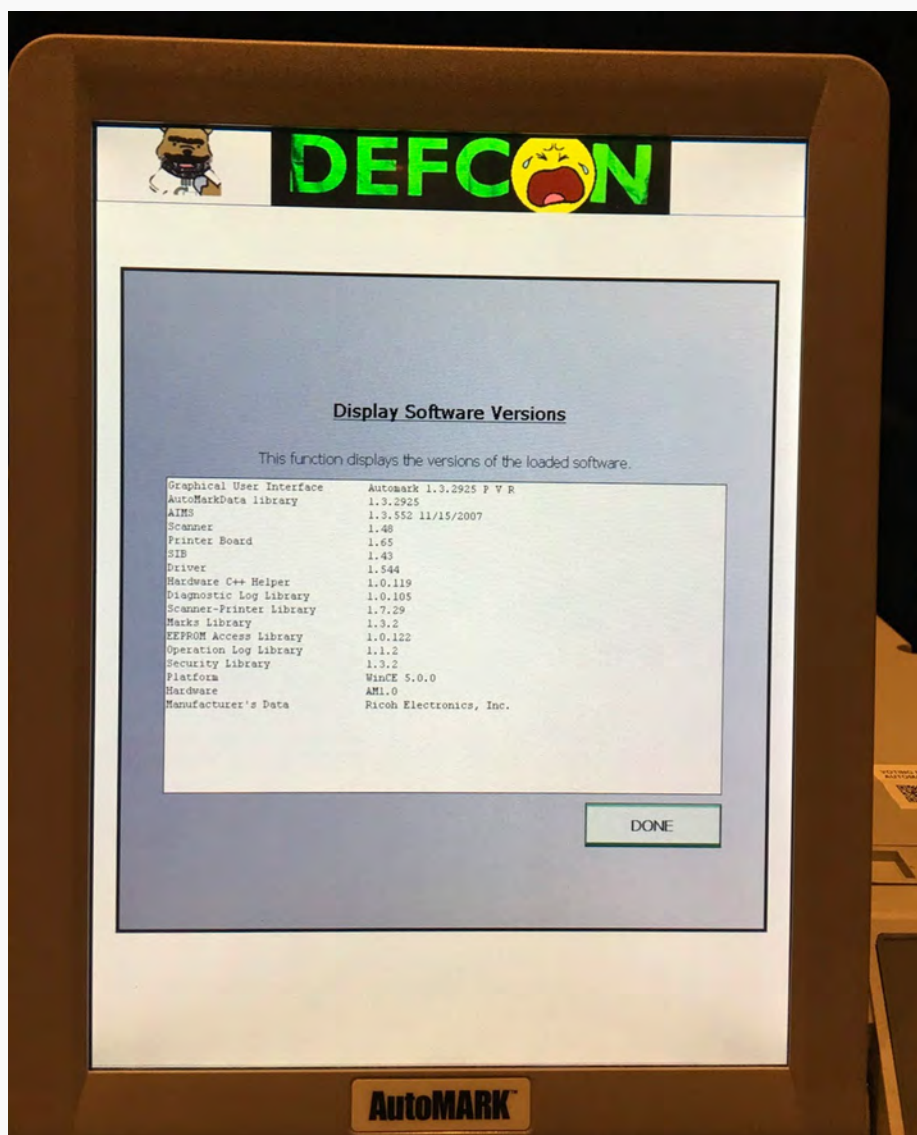 DEFCON
Display Software Versions
This function displays the versions of the loaded software.
Graphical User Interface Automark 1.3.2925 P V R
AutoMarkData library 1.3.2925
AIMS 1.3.552 11/15/2007
Scanner 1.48
Printer Board 1.65
SIB 1.43
Driver 1.544
Hardware C++ Helper 1.0.119
Diagnostic Log Library 1.0.105
Scanner-Printer Library 1.7.29
Marks Library 1.3.2
EEPROM Access Library 1.0.122
Operation Log Library 1.1.2
Security Library 1.3.2
Platform WinCE 5.0.0
Hardware AM1.0
Manufacturer's Data Ricoh Electronics, Inc.
DONE
AutoMARK™